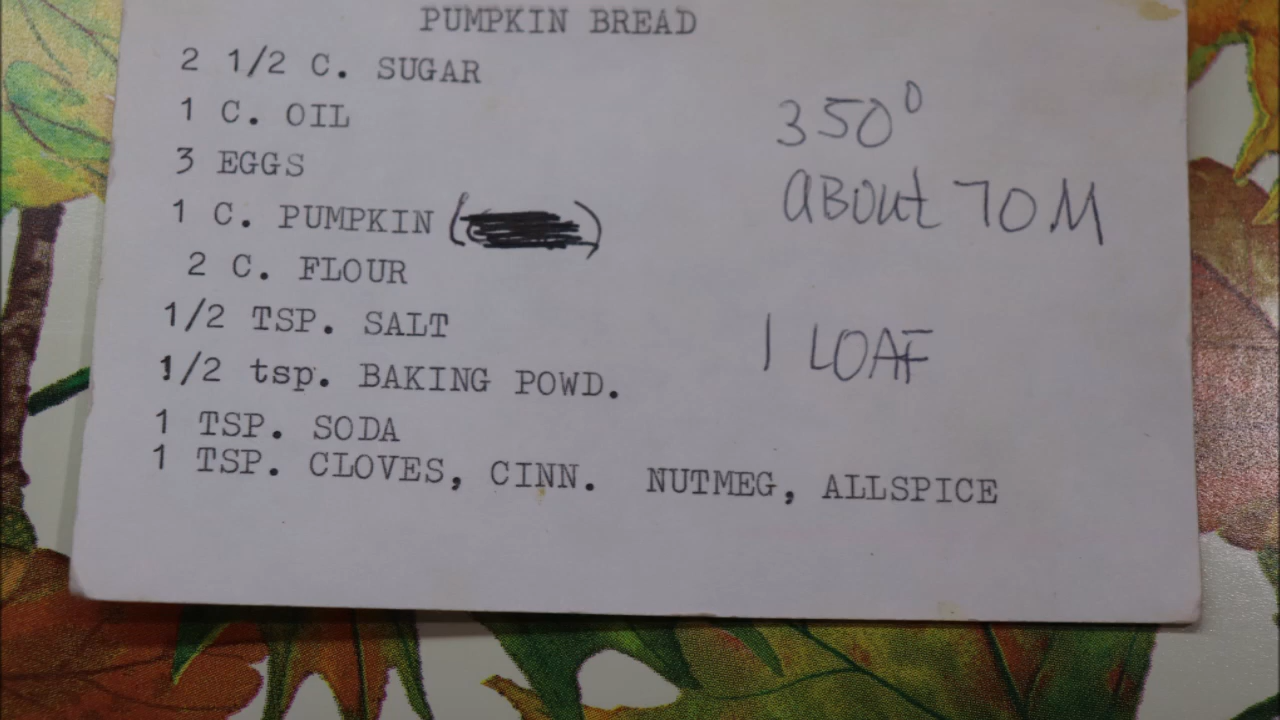 PUMPKIN BREAD
2 1/2 C. SUGAR
1 C. OIL
3 EGGS
1 C. PUMPKIN ( )
2 C. FLOUR
1/2 TSP. SALT
1/2 tsp. BAKING POWD.
1 TSP. SODA
1 TSP. CLOVES, CINN. NUTMEG, ALLSPICE
350°
ABOUT 70 M
1 LOAF